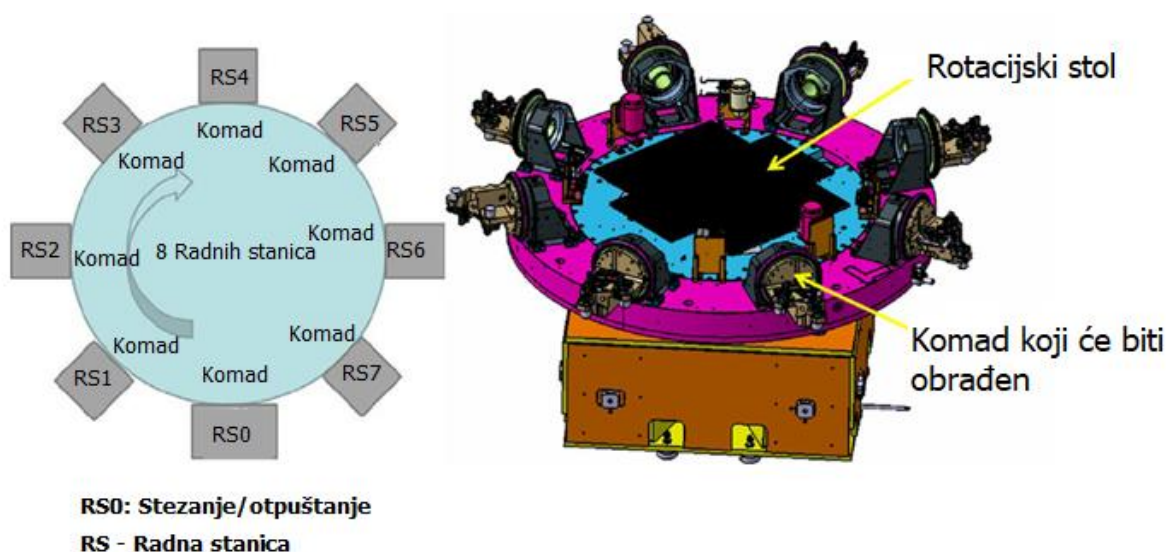 RS4
RS3
RS5
Komad
Komad
Komad
RS2
Komad
8 Radnih stanica
Komad
RS6
RS1
Komad
Komad
Komad
RS7
RS0
Rotacijski stol
Komad koji će biti
obrađen
RS0: Stezanje/otpuštanje
RS - Radna stanica